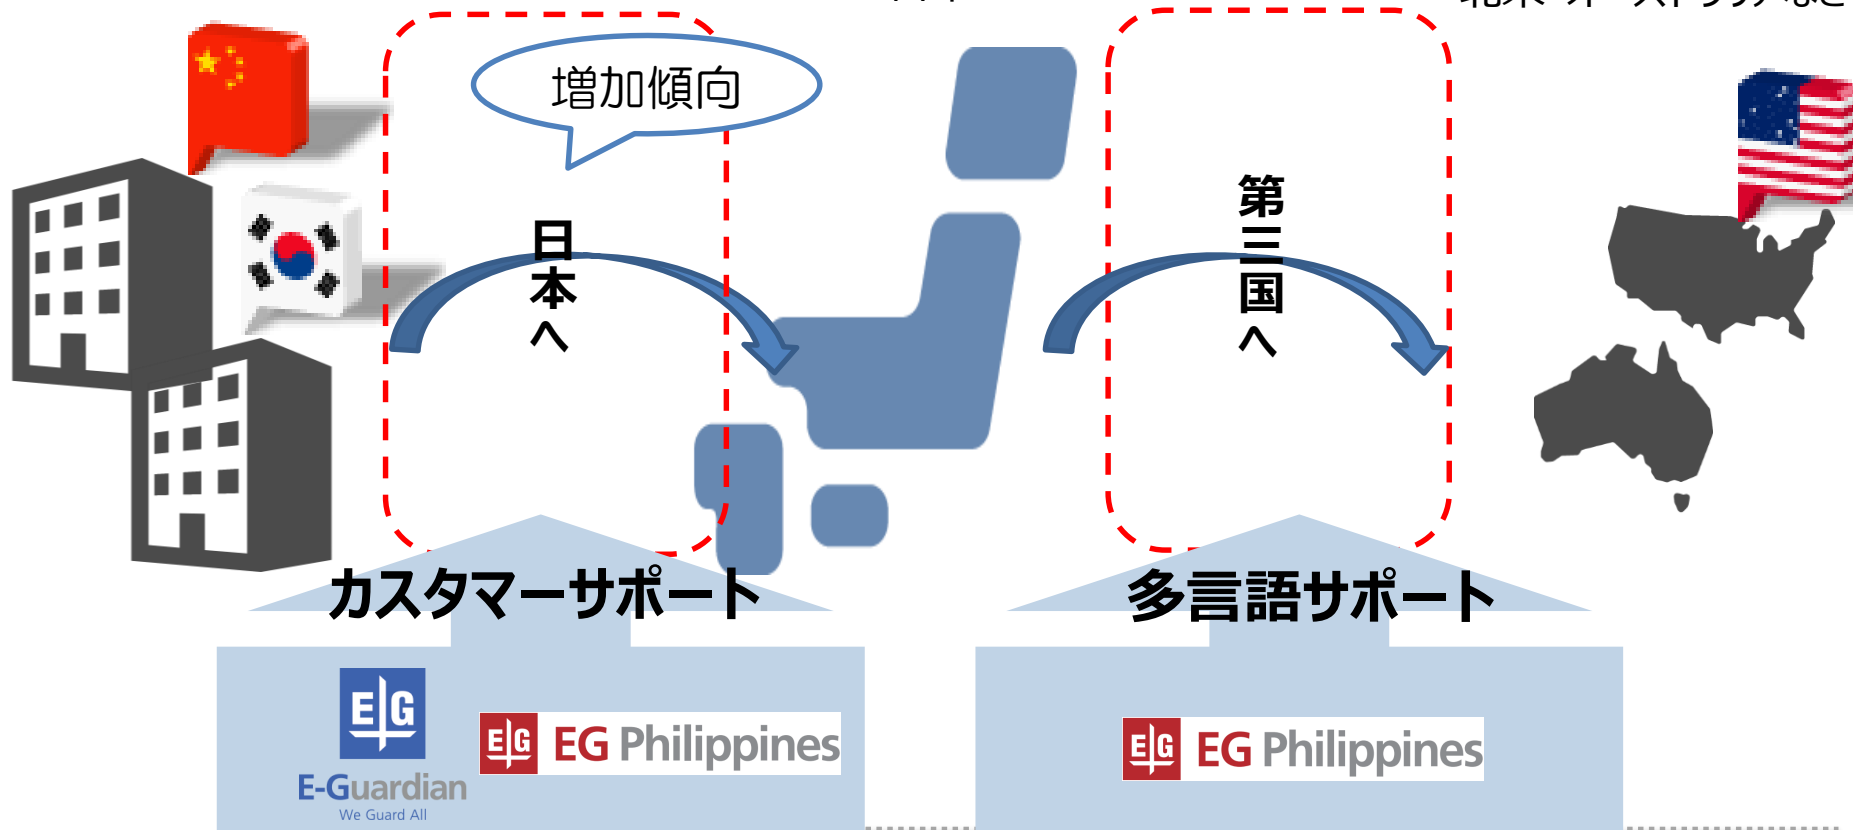 増加傾向
日本へ
第三国へ
カスタマーサポート
多言語サポート
E|G
E-Guardian
We Guard All
E|G EG Philippines
E|G EG Philippines